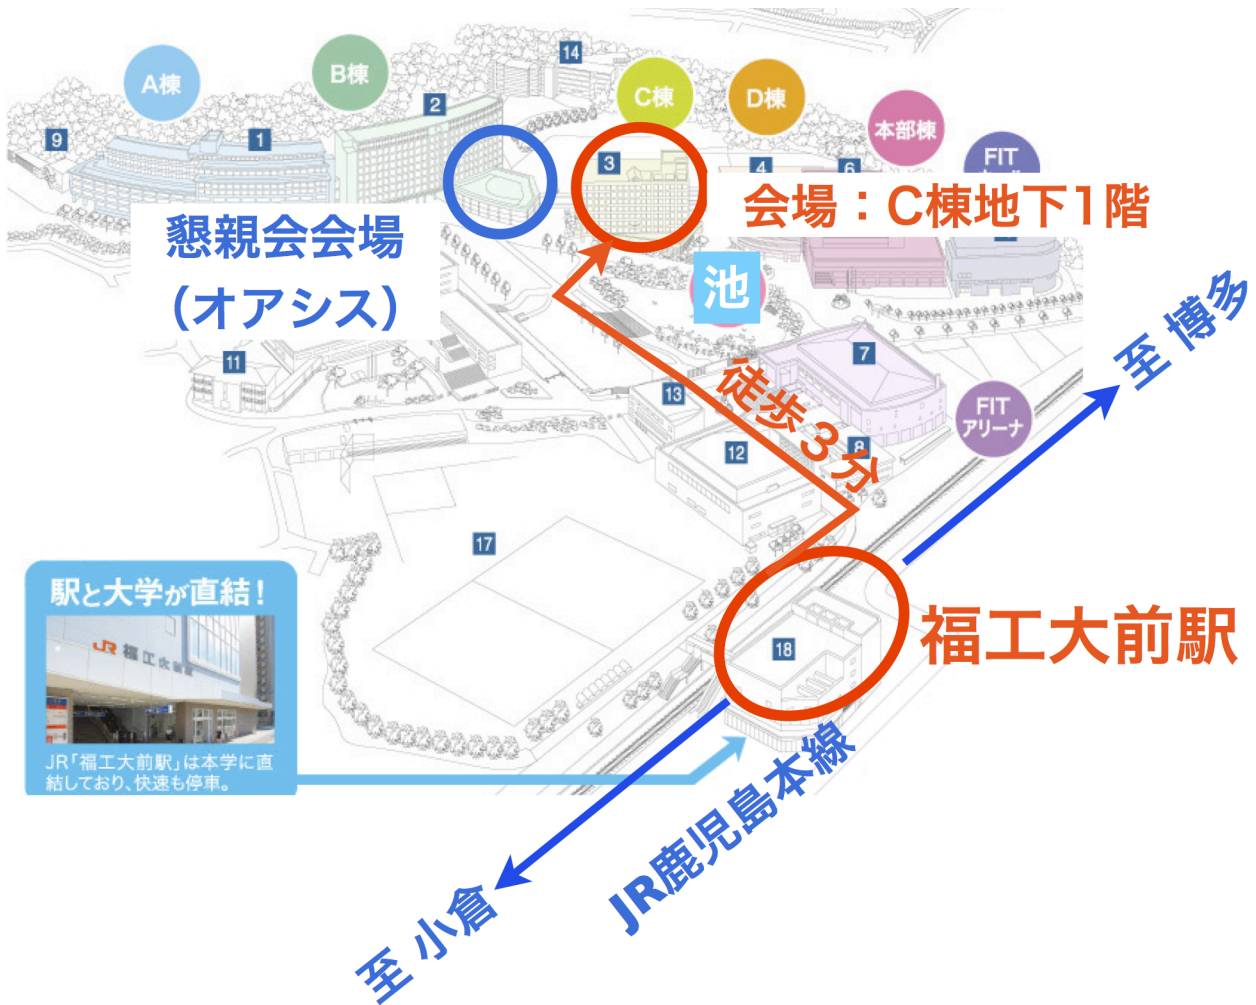 14
A棟
B棟
C棟
D棟
本部棟
FIT
9
1
2
3
4
6
会場：C棟地下1階
懇親会会場
（オアシス）
池
至 博多
11
7
徒歩３分
13
FIT
アリーナ
12
8
17
駅と大学が直結！
JR 福工大前駅
JR「福工大前駅」は本学に直
結しており、快速も停車。
18
福工大前駅
JR鹿児島本線
至 小倉